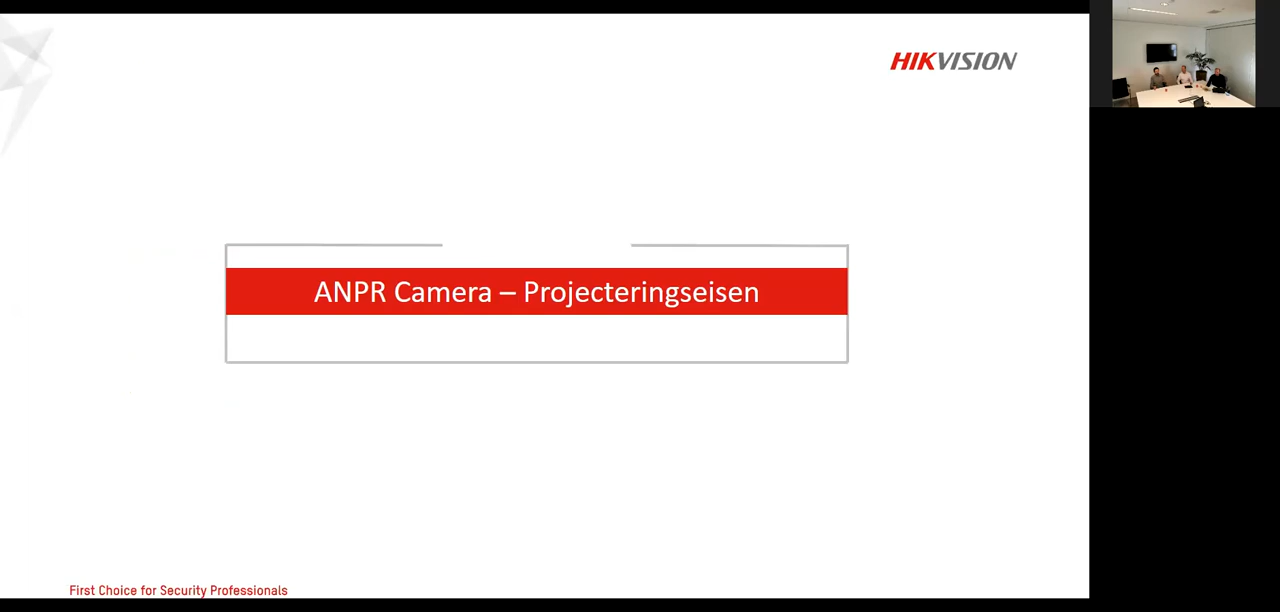 HIKVISION
ANPR Camera – Projecteringseisen
First Choice for Security Professionals